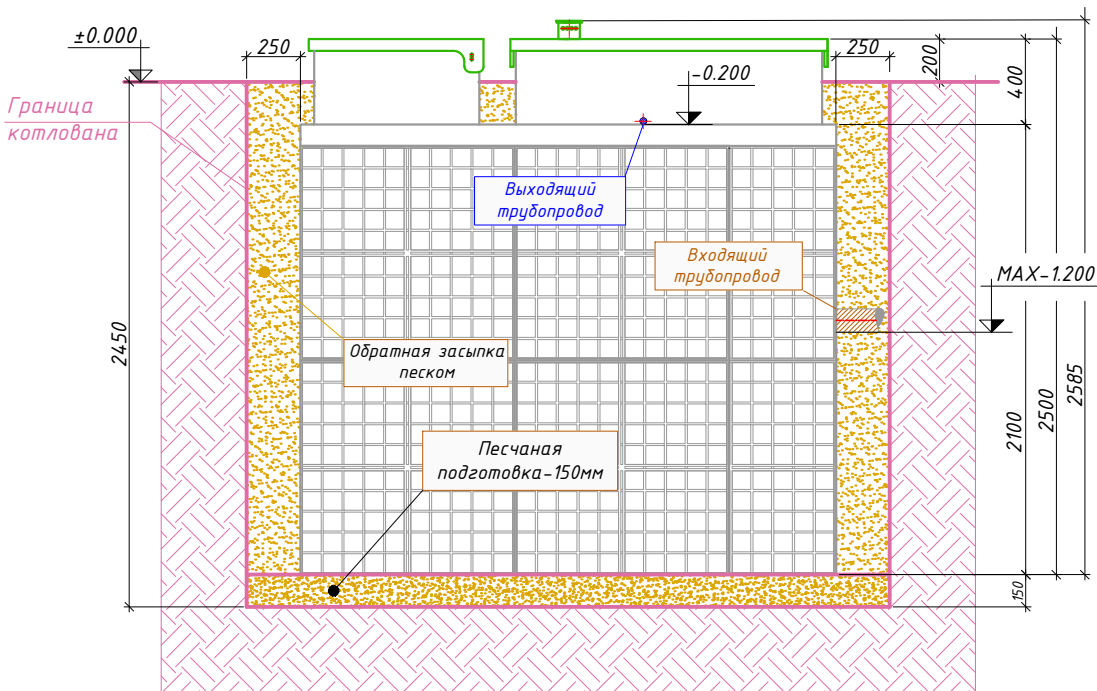 ±0.000
250
250
200
400
-0.200
Граница
котлована
Выходящий
трубопровод
Входящий
трубопровод
MAX-1.200
2450
Обратная засыпка
песком
2100
2500
2585
Песчаная
подготовка-150мм
150